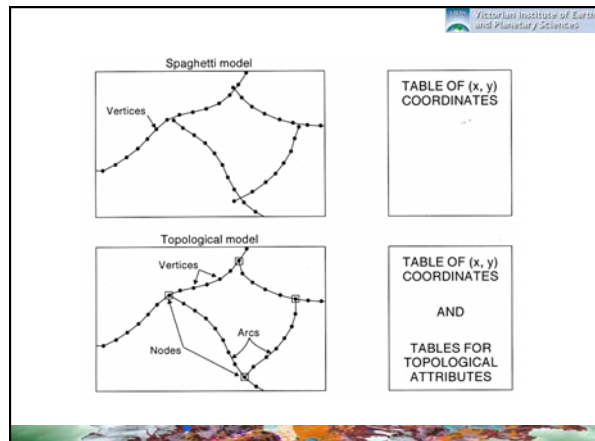 Victorian Institute of Earth
and Planetary Sciences
Spaghetti model
Vertices
TABLE OF (x, y)
COORDINATES
Topological model
Vertices
Arcs
Nodes
TABLE OF (x, y)
COORDINATES
AND
TABLES FOR
TOPOLOGICAL
ATTRIBUTES